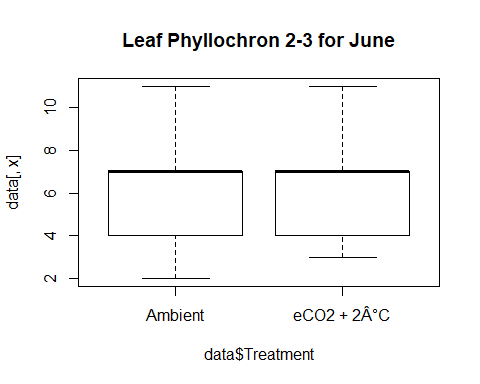 Leaf Phyllochron 2-3 for June
data[, x]
10
8
6
4
2
Ambient
eCO2 + 2Â°C
data$Treatment